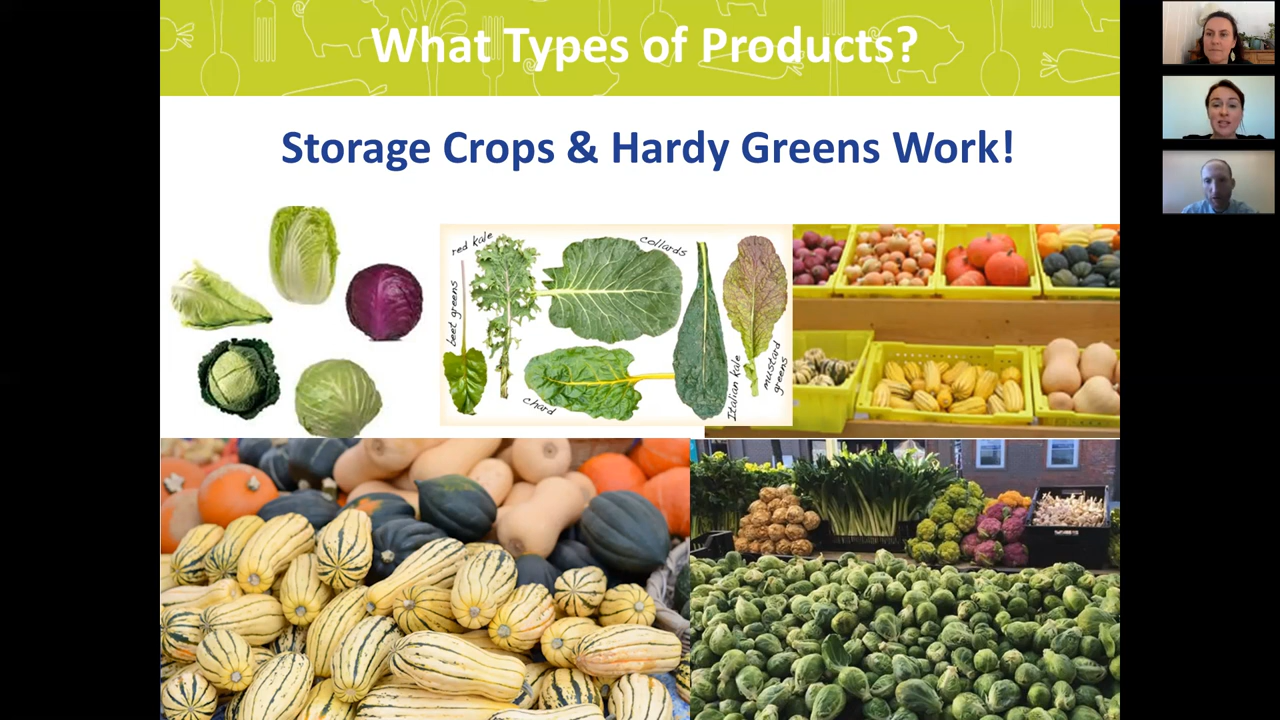 What Types of Products?
Storage Crops & Hardy Greens Work!
red kale
collards
beet greens
chard
Italian kale
mustard greens